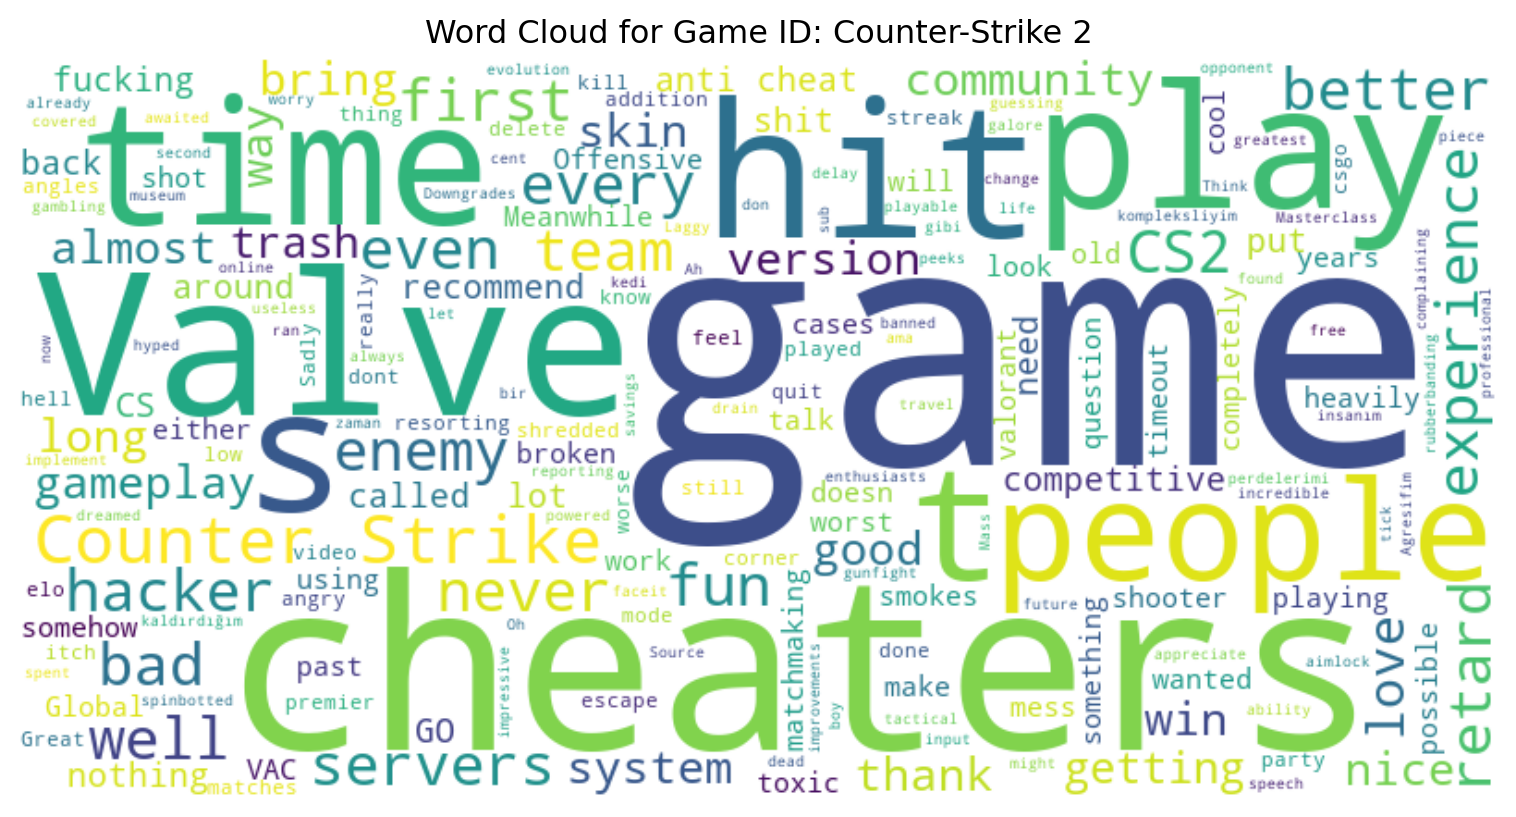 Word Cloud for Game ID: Counter-Strike 2
fucking bring first evolution kill anti cheat community opponent better
already worry thing addition shit streak guessing cool
covered awaited time way delete skin hit galore play greatest piece
back second cent Offensive csgo
angles shot museum Downgrades every delay will change Think
gambling Meanwhile don sub playable life kompleksliyim Masterclass
almost trash even Laggy team version gibi peeks look old CS2 put years experience
online Ah
around recommend know kedi cases banned found complaining
Valve useless ran really let feel game free professional
now hyped Sadly always played ama valorant need question timeout completely
dont bir savings quit travel heavily
hell CS drain talk insanım rubberbanding
long either s zaman resorting shredded
implement low enemy broken
gameplay called lot reporting worse still enthusiasts competitive perdelerimi
doesn t incredible
dreamed powered worst people tick Agresifim
Counter Strike video corner good Mass
work gunfight
elo hacker using never faceit fun smokes future shooter playing
somehow kaldırdığım angry mode matchmaking something love possible retard
itch bad past Oh Source cheaters done appreciate aimlock
spent impressive escape improvements make wanted
Global spinbotted premier boy tactical mess ability
Great well GO input win
nothing VAC servers system dead thank might getting party nice
matches toxic speech